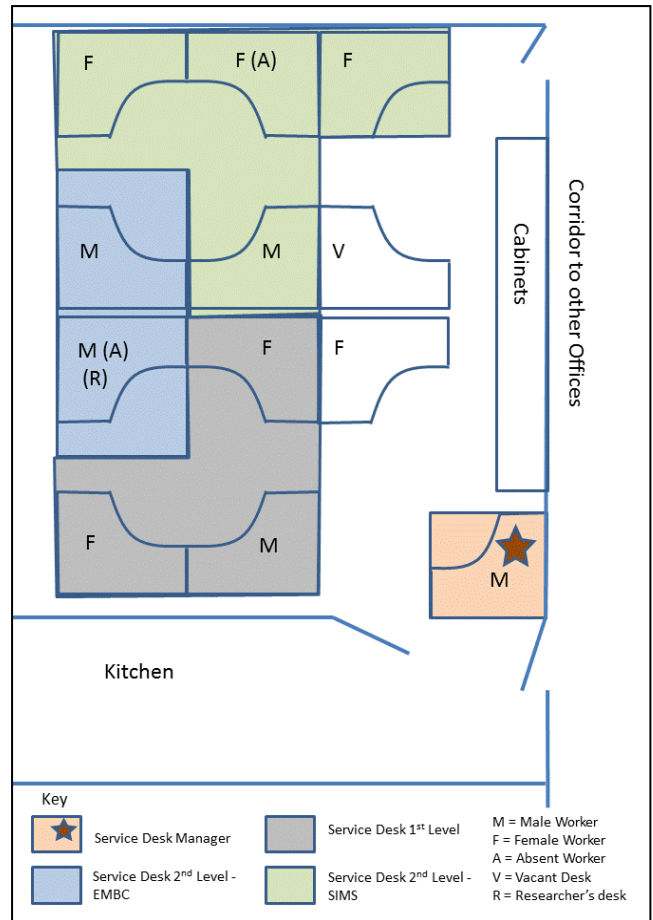 F
F (A)
F
M
M
V
Cabinets
Corridor to other Offices
M (A)
(R)
F
F
F
M
M
Kitchen
Key
Service Desk Manager
Service Desk 1st Level
Service Desk 2nd Level -
EMBC
Service Desk 2nd Level -
SIMS
M = Male Worker
F = Female Worker
A = Absent Worker
V = Vacant Desk
R = Researcher's desk